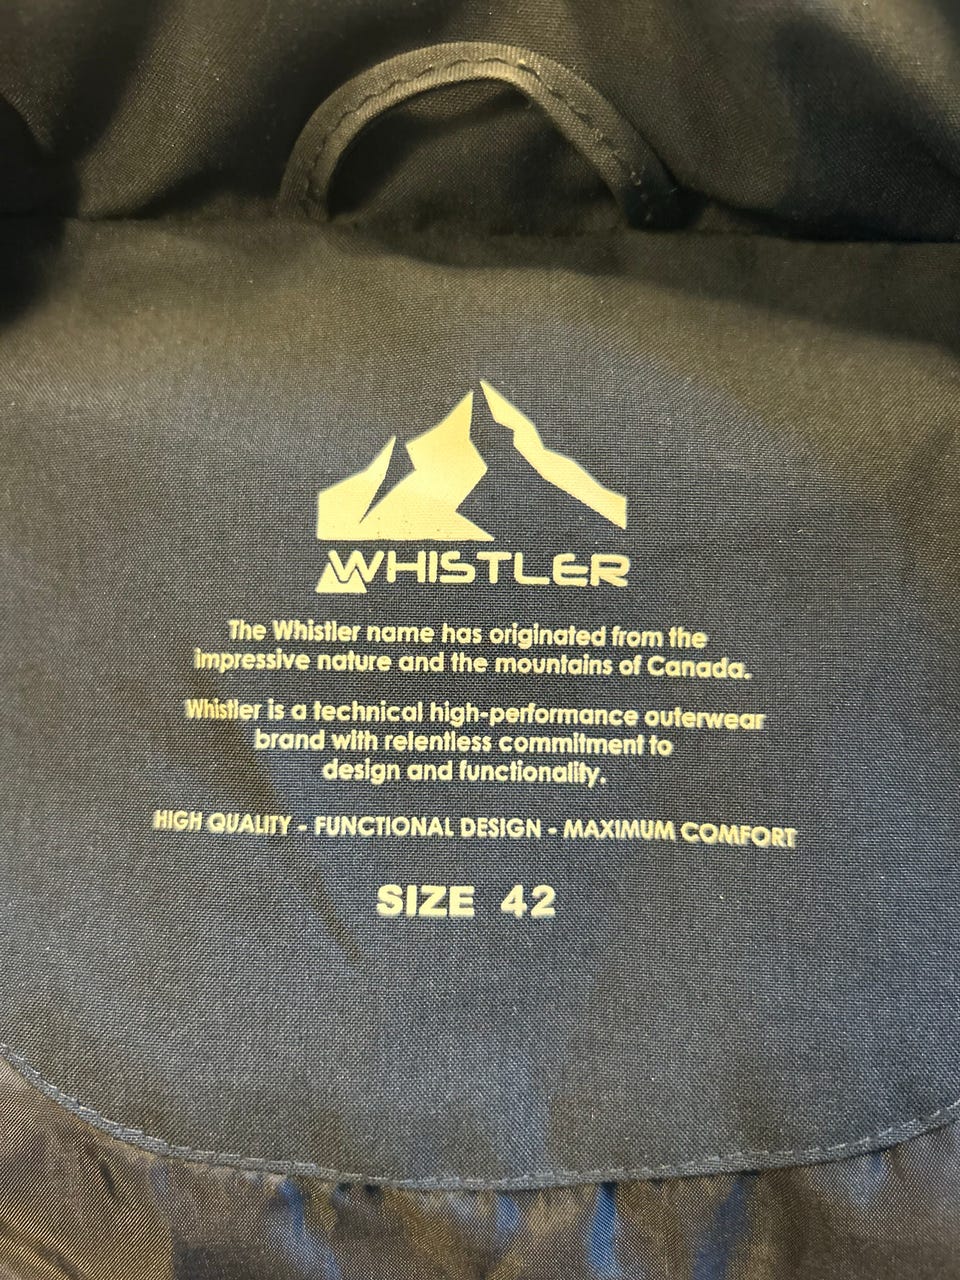 WHISTLER
The Whistler name has originated from the
impressive nature and the mountains of Canada.
Whistler is a technical high-performance outerwear
brand with relentless commitment to
design and functionality.
HIGH QUALITY - FUNCTIONAL DESIGN - MAXIMUM COMFORT
SIZE 42